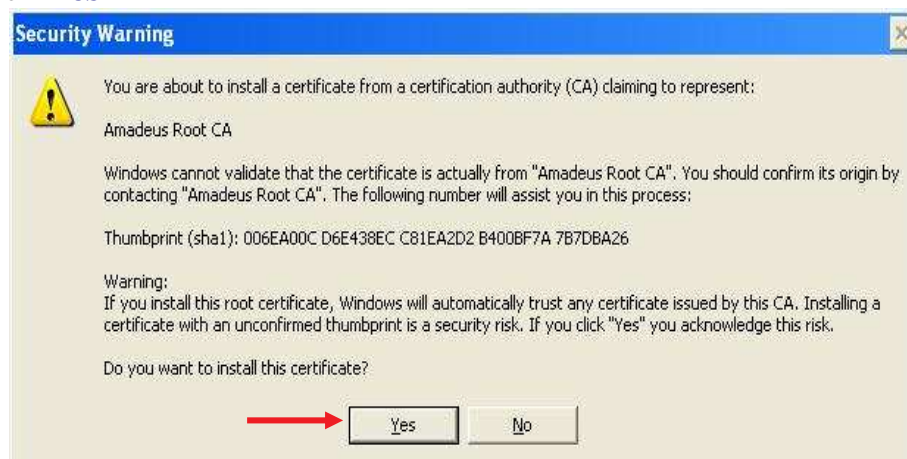 Security Warning
You are about to install a certificate from a certification authority (CA) claiming to represent:
Amadeus Root CA
Windows cannot validate that the certificate is actually from "Amadeus Root CA". You should confirm its origin by
contacting "Amadeus Root CA". The following number will assist you in this process:
Thumbprint (sha1): 006EA00C D6E438EC C81EA2D2 B400BF7A 7B7DBA26
Warning:
If you install this root certificate, Windows will automatically trust any certificate issued by this CA. Installing a
certificate with an unconfirmed thumbprint is a security risk. If you click "Yes" you acknowledge this risk.
Do you want to install this certificate?
Yes No